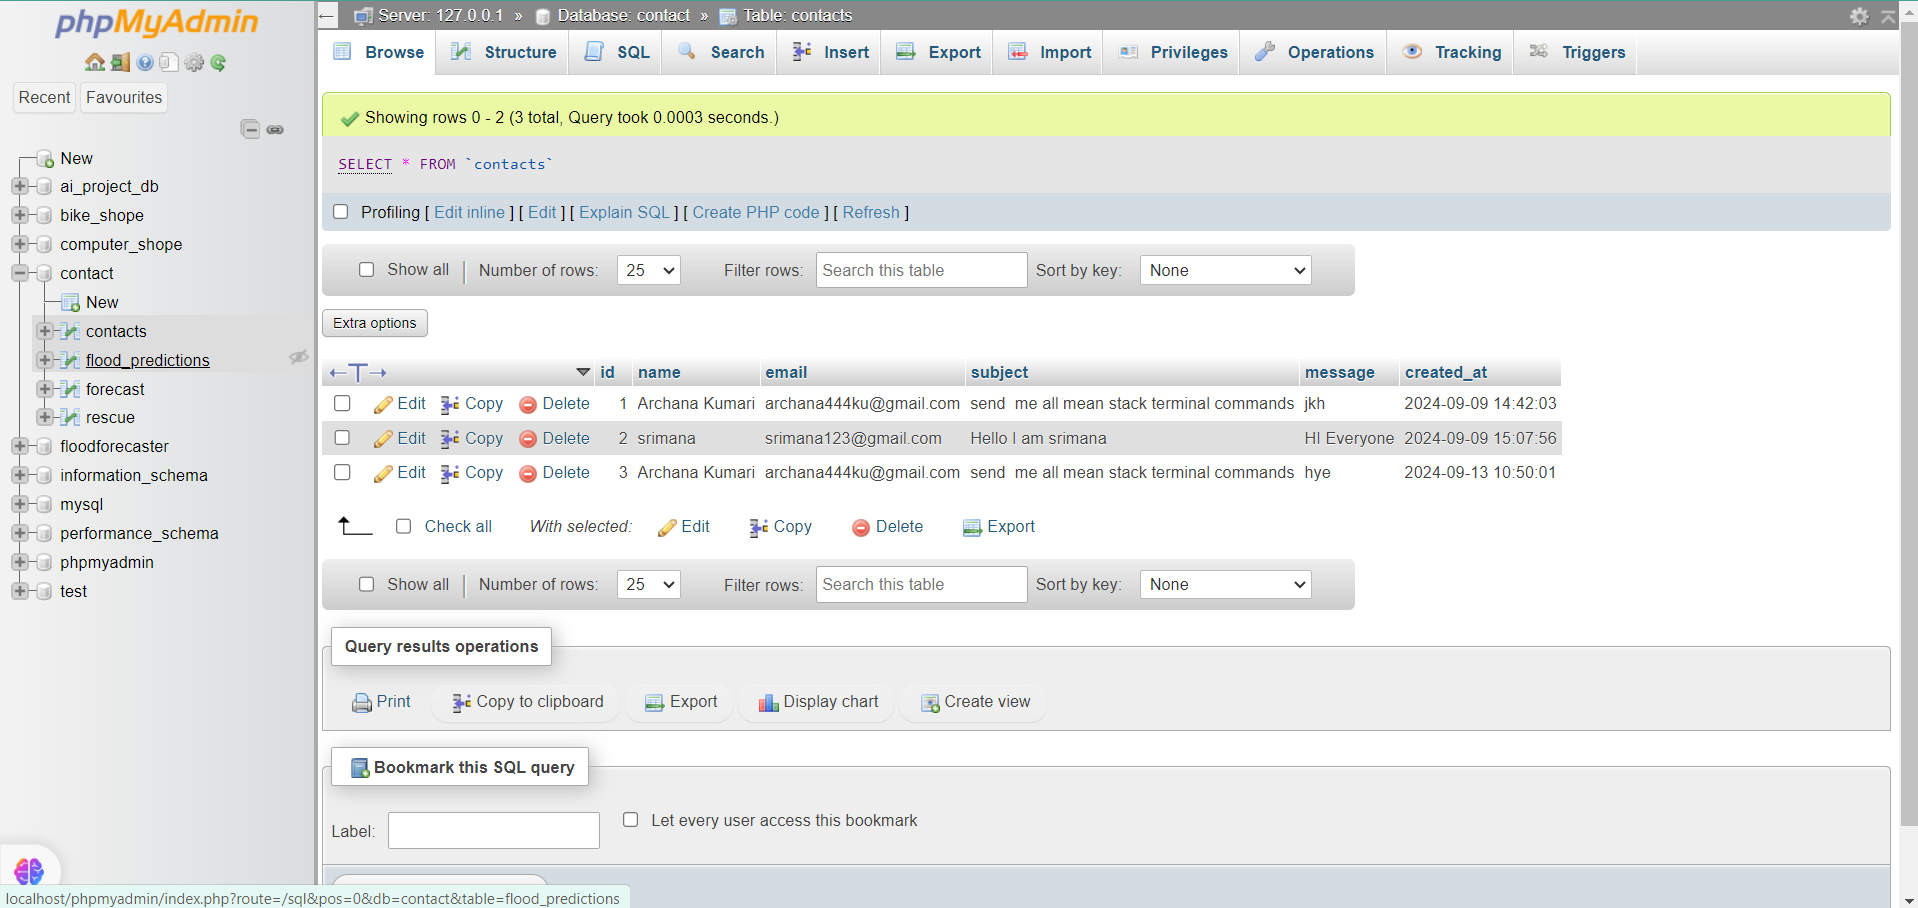 phpMyAdmin
Recent Favourites
New
ai_project_db
bike_shope
computer_shope
contact
New
contacts
flood_predictions
forecast
rescue
floodforecaster
information_schema
mysql
performance_schema
phpmyadmin
test
Server: 127.0.0.1 » Database: contact » Table: contacts
Browse Structure SQL Search Insert Export Import Privileges Operations Tracking Triggers
Showing rows 0 - 2 (3 total, Query took 0.0003 seconds.)
SELECT * FROM `contacts`
Profiling [ Edit inline ] [ Edit ] [ Explain SQL ] [ Create PHP code ] [ Refresh ]
Show all Number of rows: 25 Filter rows: Search this table Sort by key: None
Extra options
id name email subject message created_at
Edit Copy Delete 1 Archana Kumari archana444ku@gmail.com send me all mean stack terminal commands jkh 2024-09-09 14:42:03
Edit Copy Delete 2 srimana srimana123@gmail.com Hello I am srimana HI Everyone 2024-09-09 15:07:56
Edit Copy Delete 3 Archana Kumari archana444ku@gmail.com send me all mean stack terminal commands hye 2024-09-13 10:50:01
Check all With selected: Edit Copy Delete Export
Show all Number of rows: 25 Filter rows: Search this table Sort by key: None
Query results operations
Print Copy to clipboard Export Display chart Create view
Bookmark this SQL query
Label: Let every user access this bookmark
localhost/phpmyadmin/index.php?route=/sql&pos=0&db=contact&table=flood_predictions